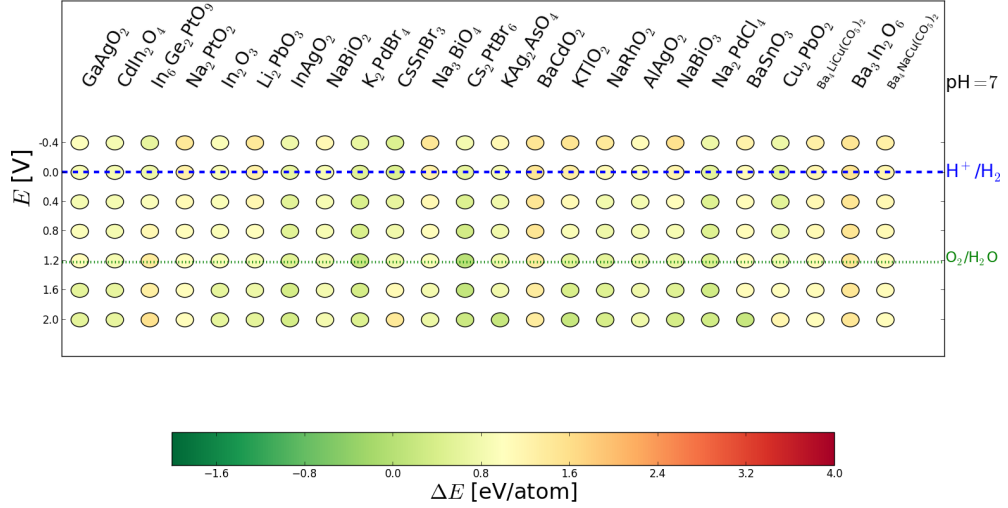 GaAgO₂
CdIn₂O₄
In₆Ge₂PtO₉
Na₂PtO₂
In₂O₃
Li₂PbO₃
InAgO₂
NaBiO₂
K₂PdBr₄
CsSnBr₃
Na₃BiO₄
Cs₂PtBr₆
KAg₂AsO₄
BaCdO₂
KTlO₂
NaRhO₂
AlAgO₂
NaBiO₃
Na₂PdCl₄
BaSnO₃
Cu₂PbO₂
Ba₄LiCu(CO₅)₂
Ba₃In₂O₆
Ba₄NaCu(CO₅)₂
pH = 7
E [V]
-0.4
0.0
H⁺/H₂
0.4
0.8
1.2
O₂/H₂O
1.6
2.0
−1.6 −0.8 0.0 0.8 1.6 2.4 3.2 4.0
ΔE [eV/atom]